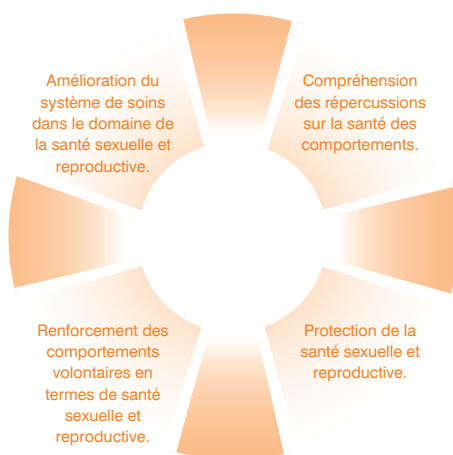 Amélioration du
système de soins
dans le domaine de
la santé sexuelle et
reproductive.
Compréhension
des répercussions
sur la santé des
comportements.
Renforcement des
comportements
volontaires en
termes de santé
sexuelle et
reproductive.
Protection de la
santé sexuelle et
reproductive.